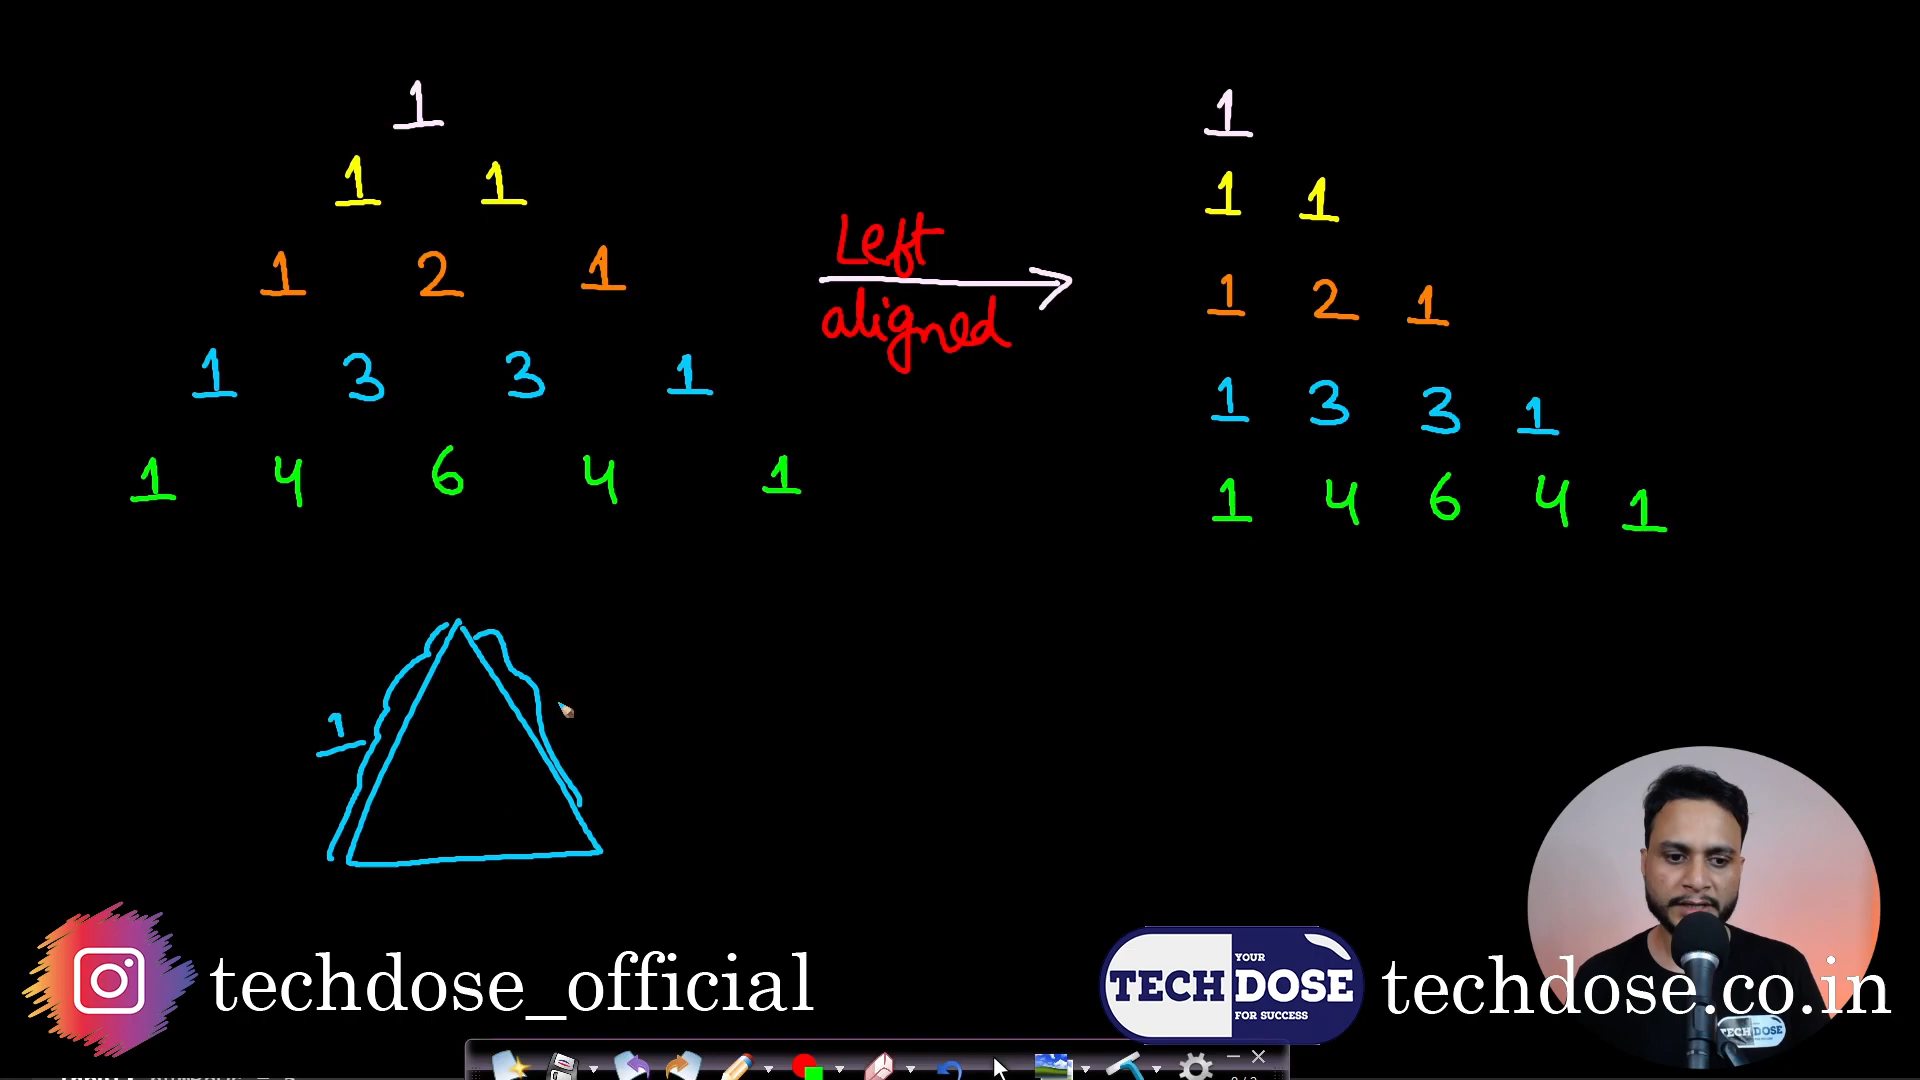 1
1 1
1 2 1
1 3 3 1
1 4 6 4 1
Left
aligned
1
1 1
1 2 1
1 3 3 1
1 4 6 4 1
1
techdose_official
TECH YOUR DOSE FOR SUCCESS
techdose.co.in
TECH DOSE